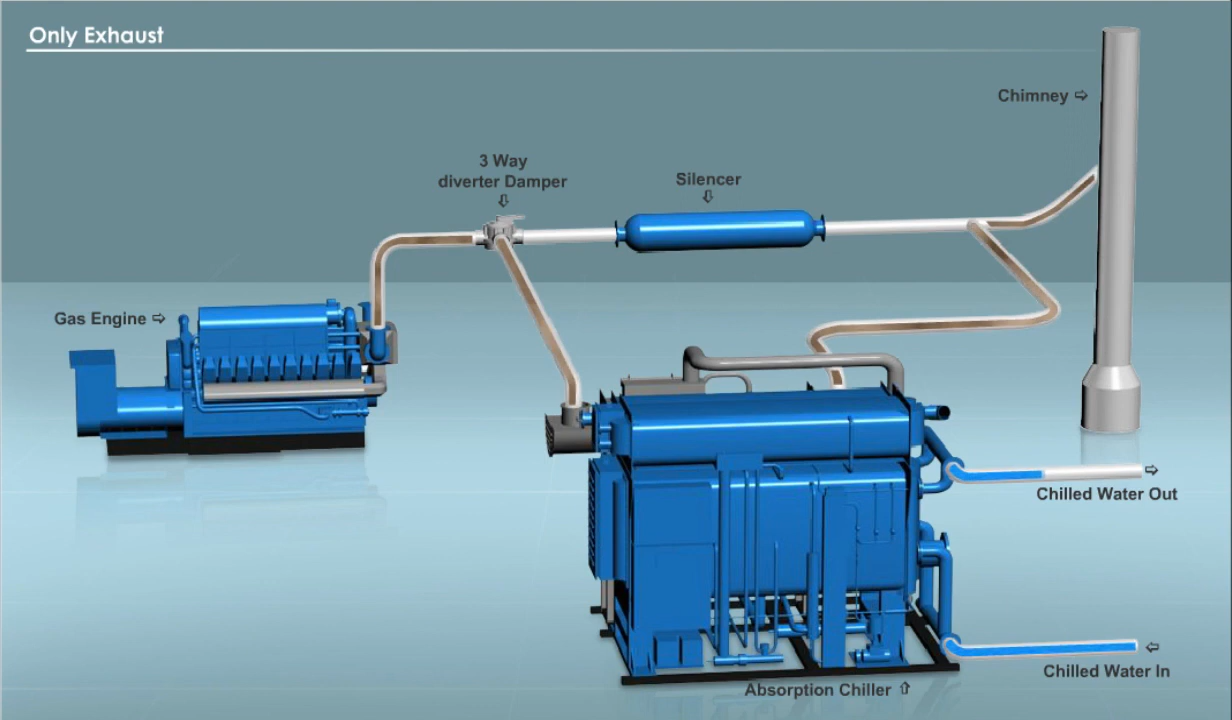 Only Exhaust
Chimney
3 Way
diverter Damper
Silencer
Gas Engine
Chilled Water Out
Chilled Water In
Absorption Chiller